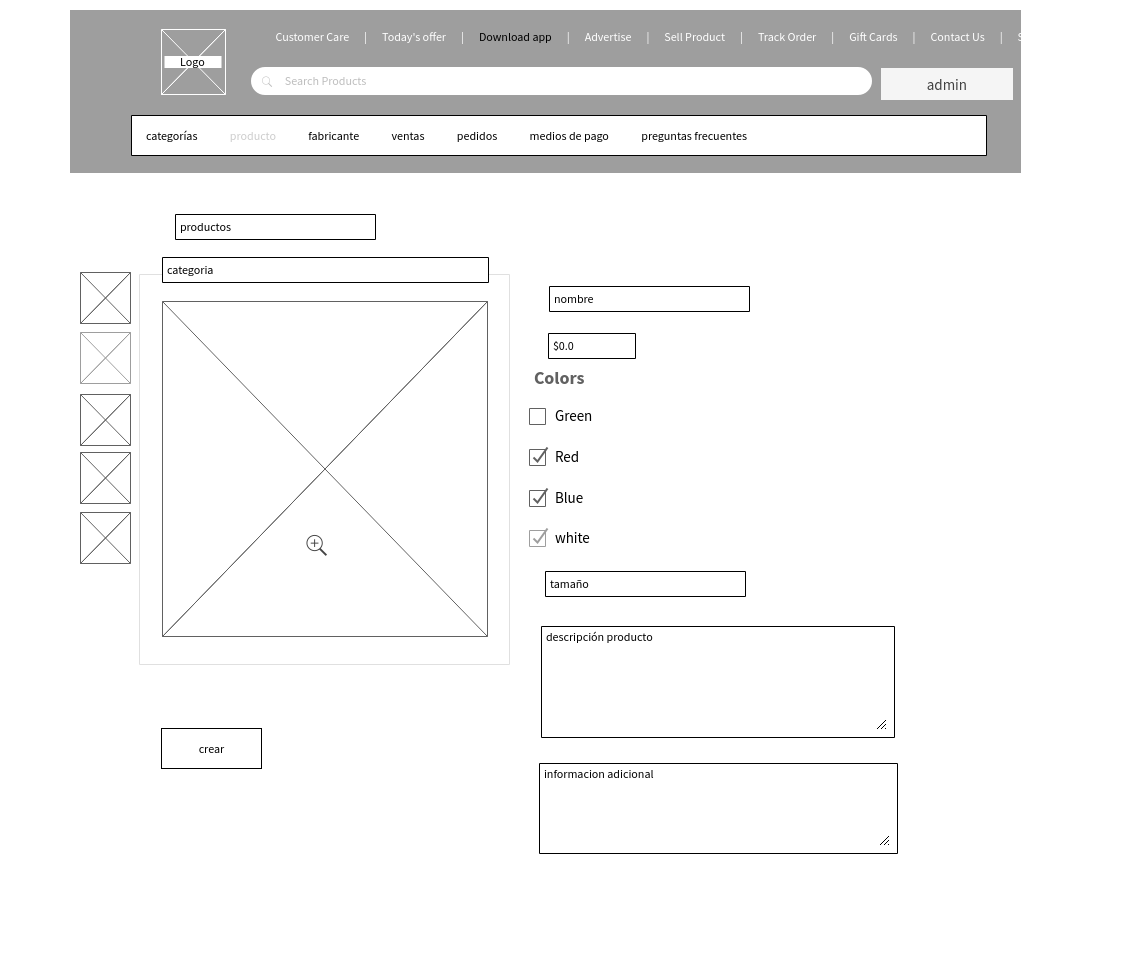 Customer Care | Today's offer | Download app | Advertise | Sell Product | Track Order | Gift Cards | Contact Us | S
Logo
Search Products
admin
categorías producto fabricante ventas pedidos medios de pago preguntas frecuentes
productos
categoria
nombre
$0.0
Colors
Green
Red
Blue
white
tamaño
descripción producto
crear
informacion adicional